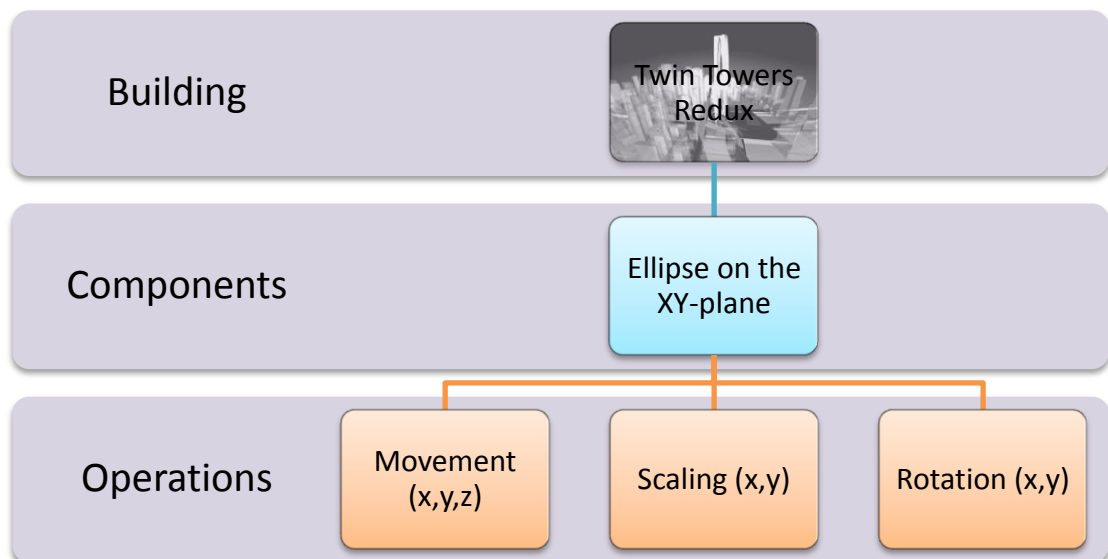 Building
Twin Towers
Redux
Components
Ellipse on the
XY-plane
Operations
Movement
(x,y,z)
Scaling (x,y)
Rotation (x,y)